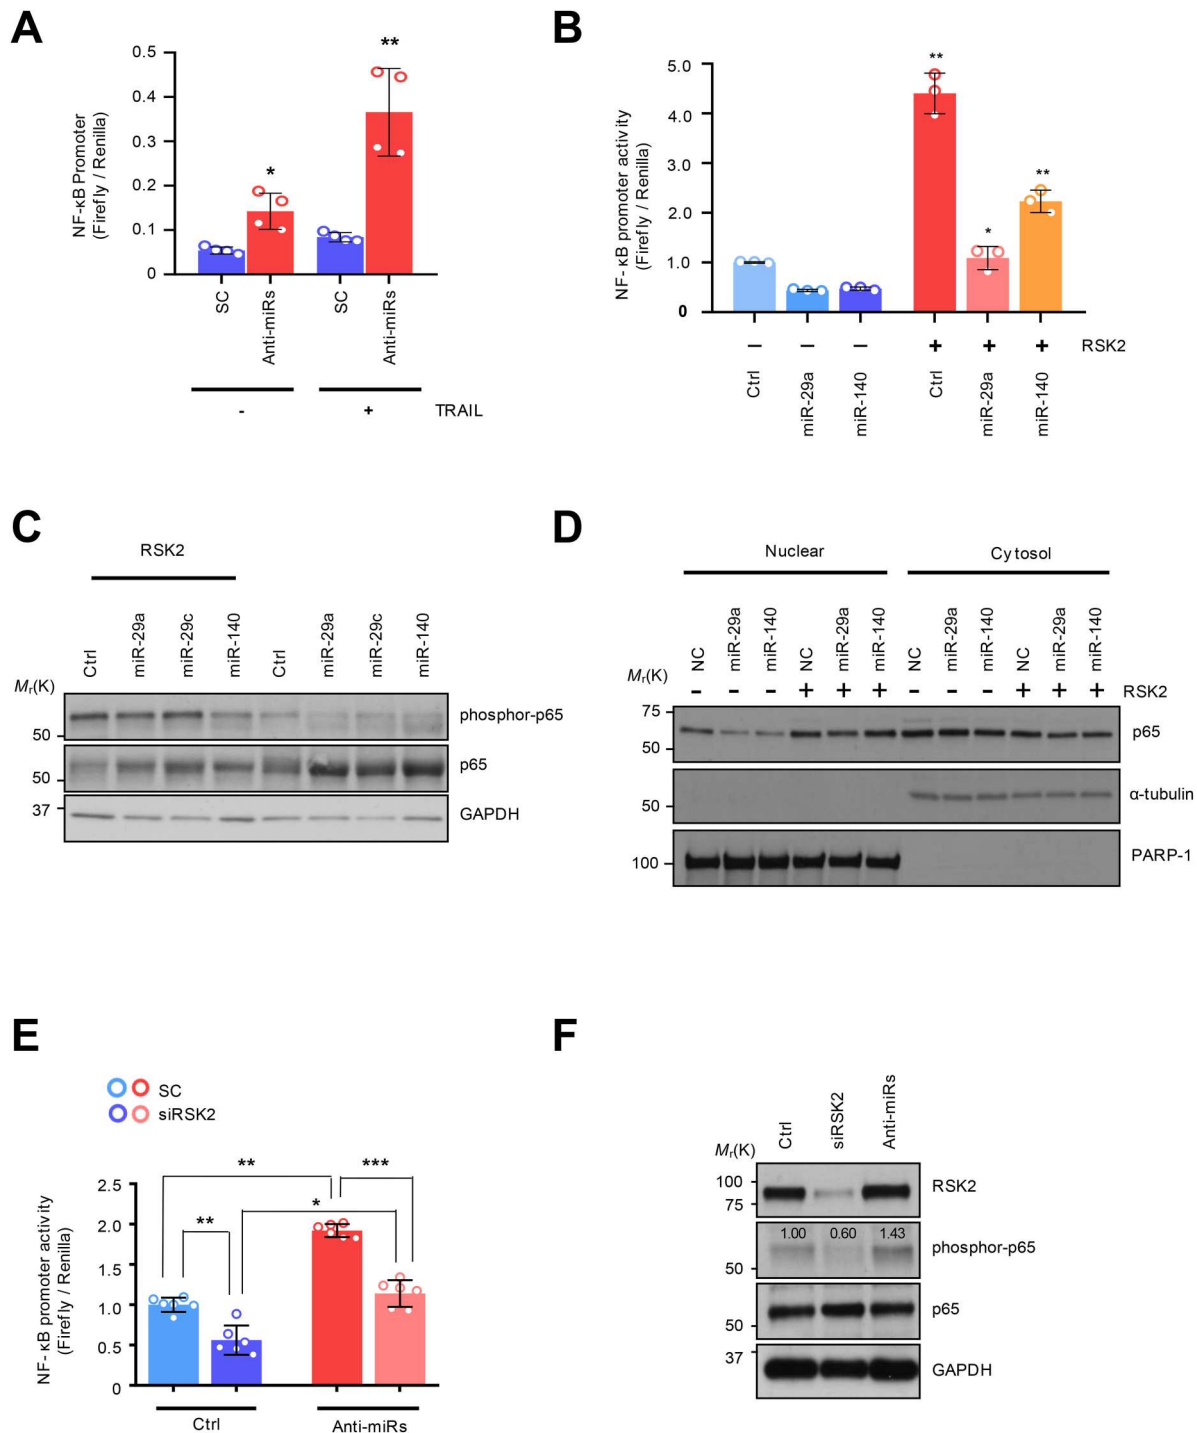 A
**
0.5
0.4
0.3
0.2
0.1
0
NF-κB Promoter
(Firefly / Renilla)
*
SC
Anti-miRs
SC
Anti-miRs
- + TRAIL
B
NF- κB promoter activity
(Firefly / Renilla)
5.0
4.0
3.0
2.0
1.0
0
**
*
**
– – – + + + RSK2
Ctrl
miR-29a
miR-140
Ctrl
miR-29a
miR-140
C
RSK2
Ctrl
miR-29a
miR-29c
miR-140
Ctrl
miR-29a
miR-29c
miR-140
Mr(K)
50
phosphor-p65
50
p65
37
GAPDH
D
Nuclear Cytosol
NC
miR-29a
miR-140
NC
miR-29a
miR-140
NC
miR-29a
miR-140
NC
miR-29a
miR-140
Mr(K)
– – – + + + – – – + + + RSK2
75
50
p65
50
α-tubulin
100
PARP-1
E
SC
siRSK2
** ***
** *
NF- κB promoter activity
(Firefly / Renilla)
2.5
2.0
1.5
1.0
0.5
0
Ctrl Anti-miRs
F
Ctrl
siRSK2
Anti-miRs
Mr(K)
100
75
RSK2
1.00 0.60 1.43
50
phosphor-p65
50
p65
37
GAPDH